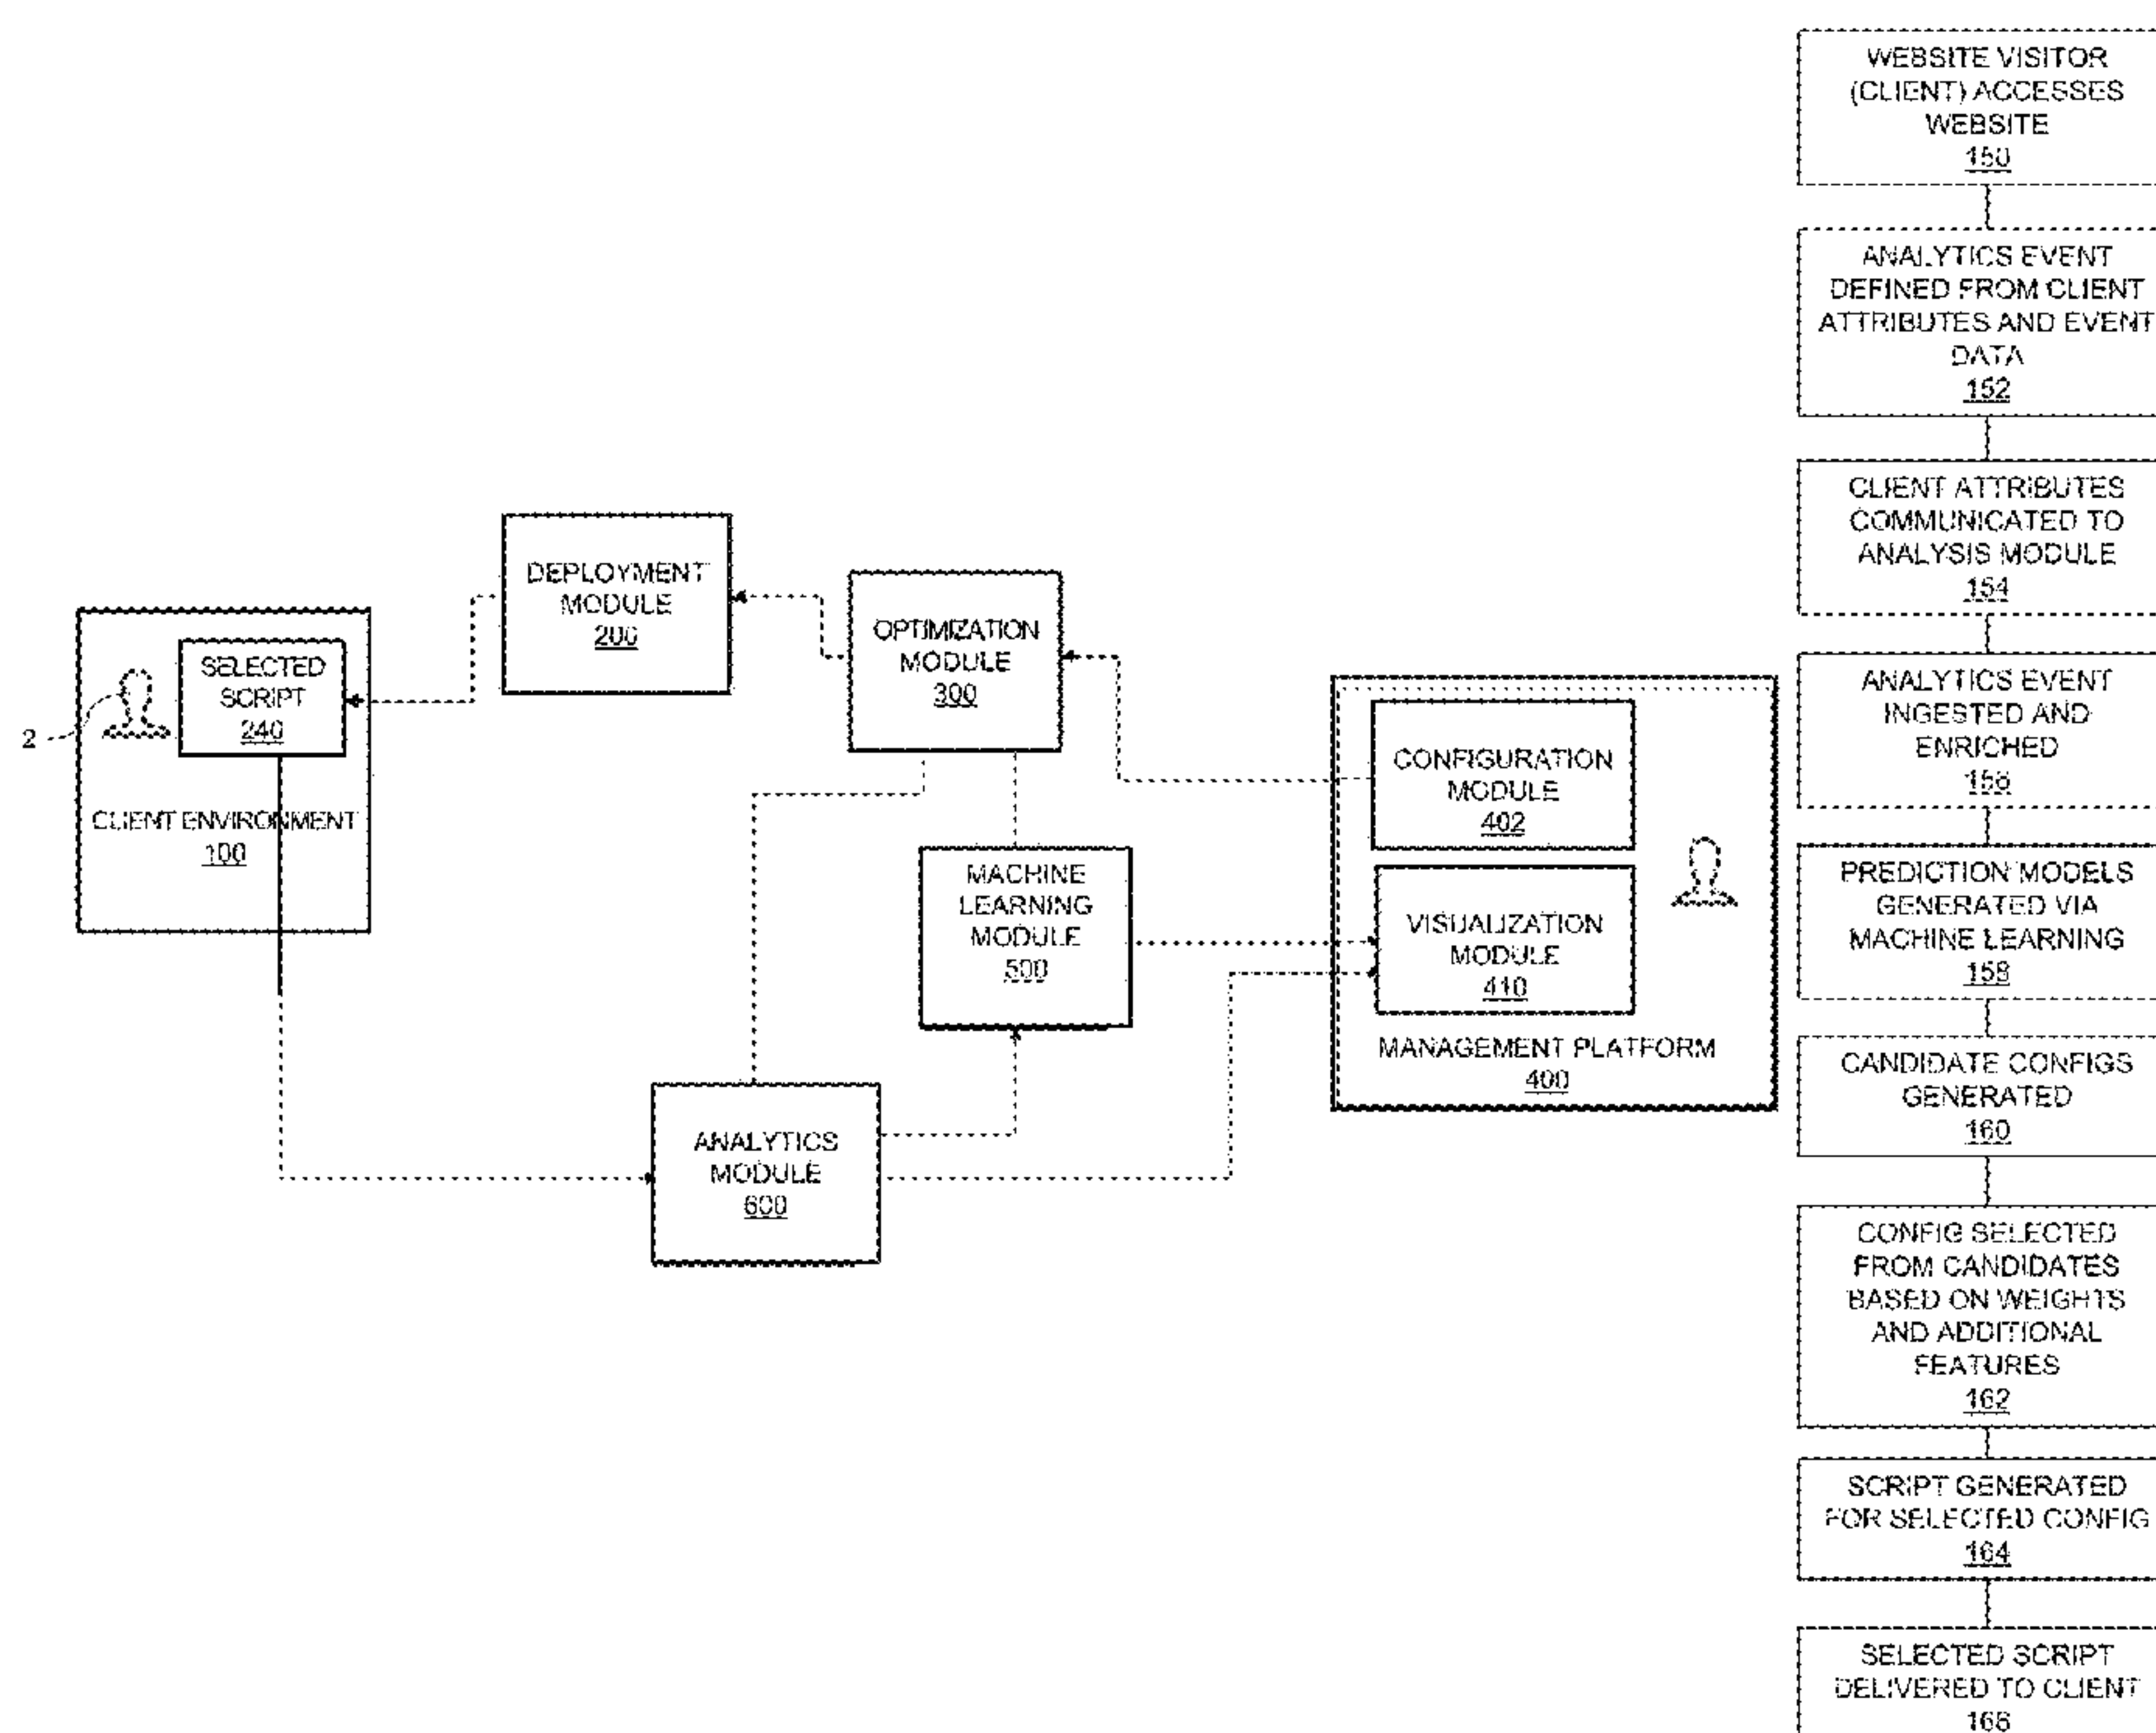 DEPLOYMENT
MODULE
200
OPTIMIZATION
MODULE
300
SELECTED
SCRIPT
240
2
CLIENT ENVIRONMENT
100
CONFIGURATION
MODULE
402
MACHINE
LEARNING
MODULE
500
VISUALIZATION
MODULE
410
MANAGEMENT PLATFORM
400
ANALYTICS
MODULE
600
WEBSITE VISITOR
(CLIENT) ACCESSES
WEBSITE
150
ANALYTICS EVENT
DEFINED FROM CLIENT
ATTRIBUTES AND EVENT
DATA
152
CLIENT ATTRIBUTES
COMMUNICATED TO
ANALYSIS MODULE
154
ANALYTICS EVENT
INGESTED AND
ENRICHED
156
PREDICTION MODELS
GENERATED VIA
MACHINE LEARNING
158
CANDIDATE CONFIGS
GENERATED
160
CONFIG SELECTED
FROM CANDIDATES
BASED ON WEIGHTS
AND ADDITIONAL
FEATURES
162
SCRIPT GENERATED
FOR SELECTED CONFIG
164
SELECTED SCRIPT
DELIVERED TO CLIENT
166